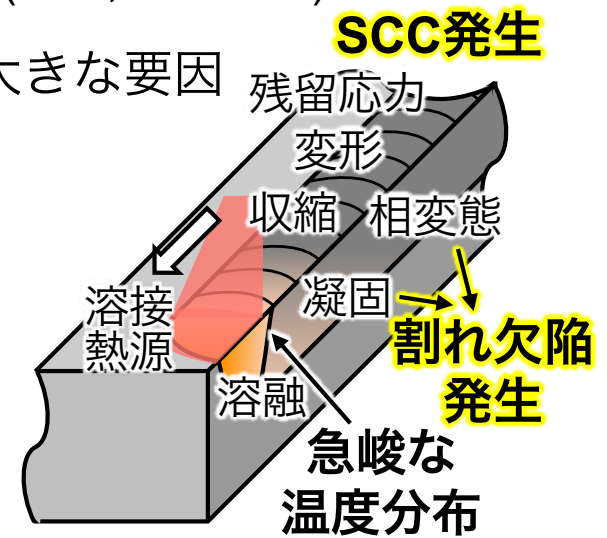 SCC発生
大きな要因
残留応力
変形
収縮
相変態
溶接
熱源
凝固
割れ欠陥
発生
溶融
急峻な
温度分布